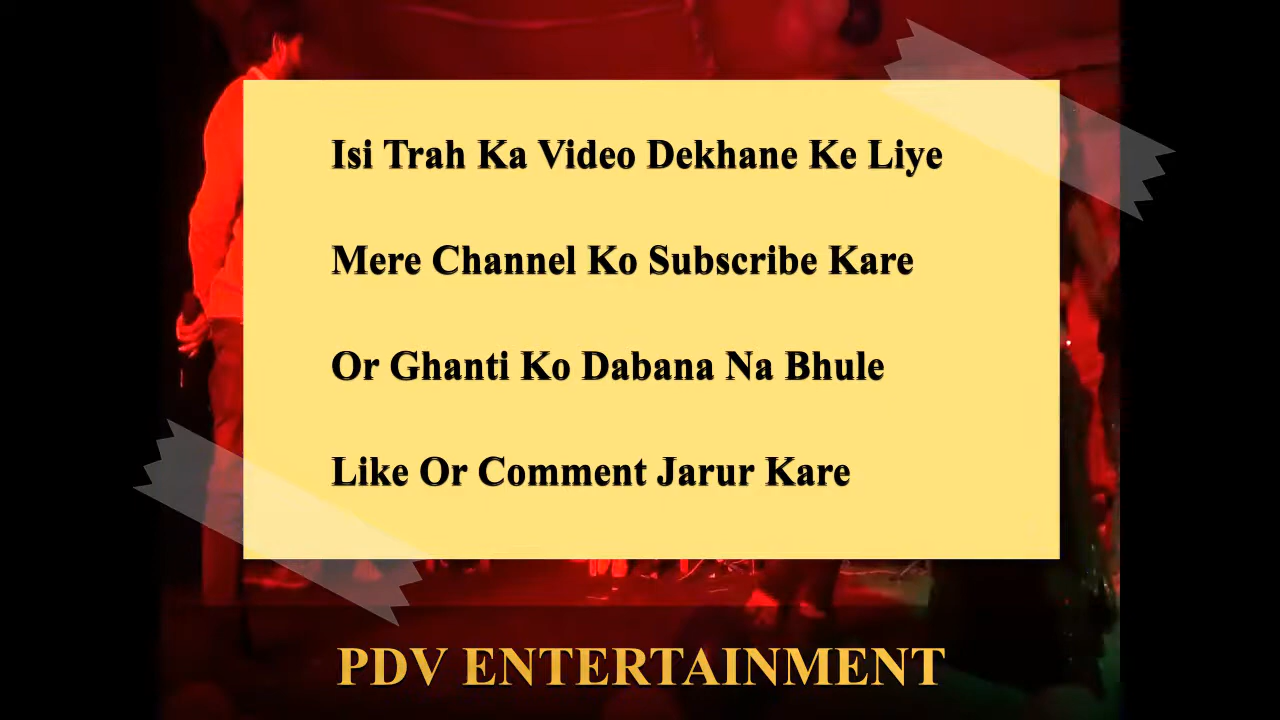 Isi Trah Ka Video Dekhane Ke Liye
Mere Channel Ko Subscribe Kare
Or Ghanti Ko Dabana Na Bhule
Like Or Comment Jarur Kare
PDV ENTERTAINMENT